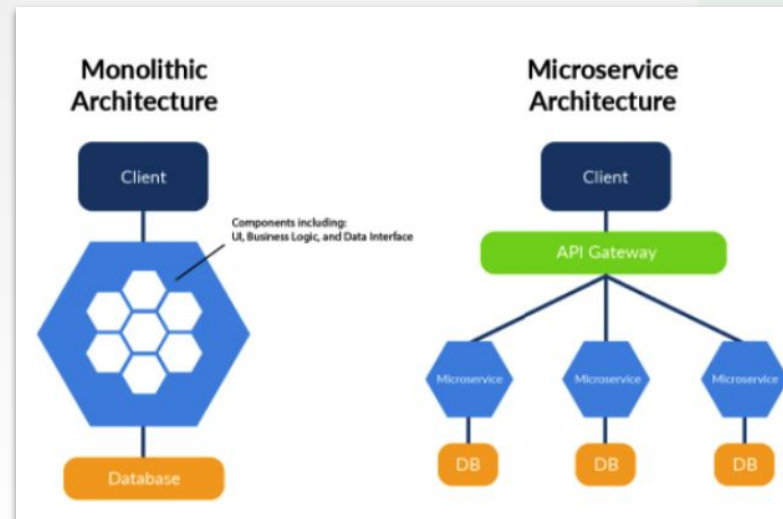 Monolithic
Architecture
Client
Components including:
UI, Business Logic, and Data Interface
Database
Microservice
Architecture
Client
API Gateway
Microservice
Microservice
Microservice
DB
DB
DB